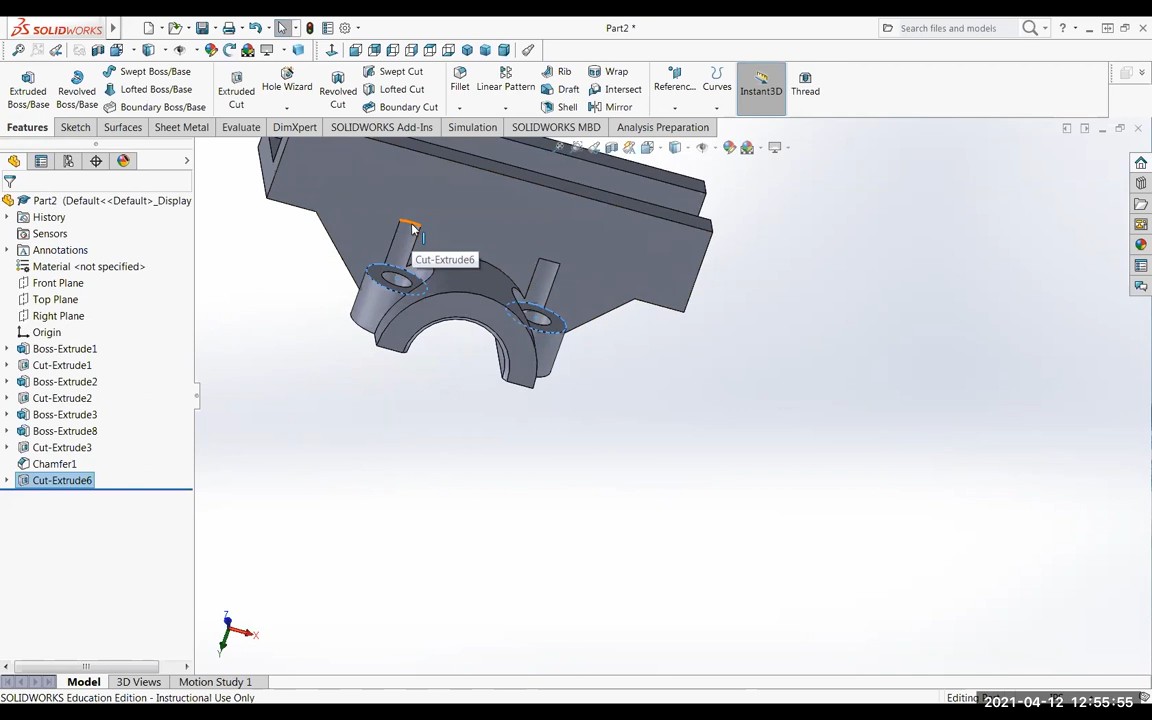 SOLIDWORKS
Part2 *
Search files and models
Extruded Boss/Base
Revolved Boss/Base
Swept Boss/Base
Lofted Boss/Base
Boundary Boss/Base
Extruded Cut
Hole Wizard
Revolved Cut
Swept Cut
Lofted Cut
Boundary Cut
Fillet
Linear Pattern
Rib
Draft
Shell
Wrap
Intersect
Mirror
Referenc...
Curves
Instant3D
Thread
Features
Sketch
Surfaces
Sheet Metal
Evaluate
DimXpert
SOLIDWORKS Add-Ins
Simulation
SOLIDWORKS MBD
Analysis Preparation
Part2 (Default<<Default>_Display
History
Sensors
Annotations
Material <not specified>
Front Plane
Top Plane
Right Plane
Origin
Boss-Extrude1
Cut-Extrude1
Boss-Extrude2
Cut-Extrude2
Boss-Extrude3
Boss-Extrude8
Cut-Extrude3
Chamfer1
Cut-Extrude6
Cut-Extrude6
Z
X
Y
Model
3D Views
Motion Study 1
SOLIDWORKS Education Edition - Instructional Use Only
Editing
2021-04-12 12:55:55